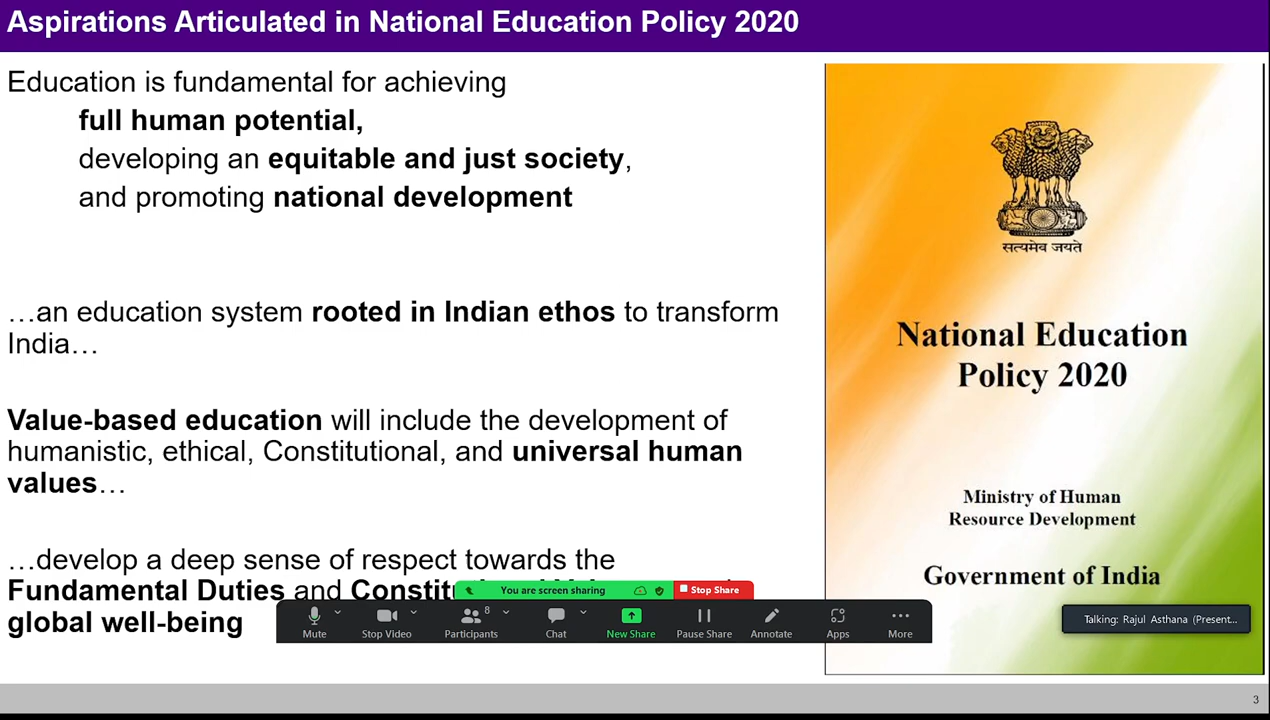 Aspirations Articulated in National Education Policy 2020
Education is fundamental for achieving
full human potential,
developing an equitable and just society,
and promoting national development
…an education system rooted in Indian ethos to transform
India…
Value-based education will include the development of
humanistic, ethical, Constitutional, and universal human
values…
…develop a deep sense of respect towards the
Fundamental Duties and
global well-being
सत्यमेव जयते
National Education
Policy 2020
Ministry of Human
Resource Development
Government of India
You are screen sharing
Stop Share
Mute
Stop Video
Participants
8
Chat
New Share
Pause Share
Annotate
Apps
More
Talking: Rajul Asthana (Present...
3